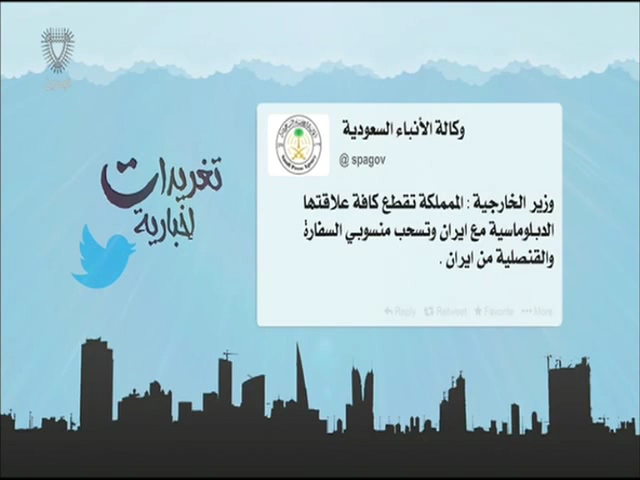 تغريدات
إخبارية
وكالة الأنباء السعودية
@ spagov
وزير الخارجية : المملكة تقطع كافة علاقتها
الدبلوماسية مع ايران وتسحب منسوبي السفارة
والقنصلية من ايران .
Reply Retweet Favorite More